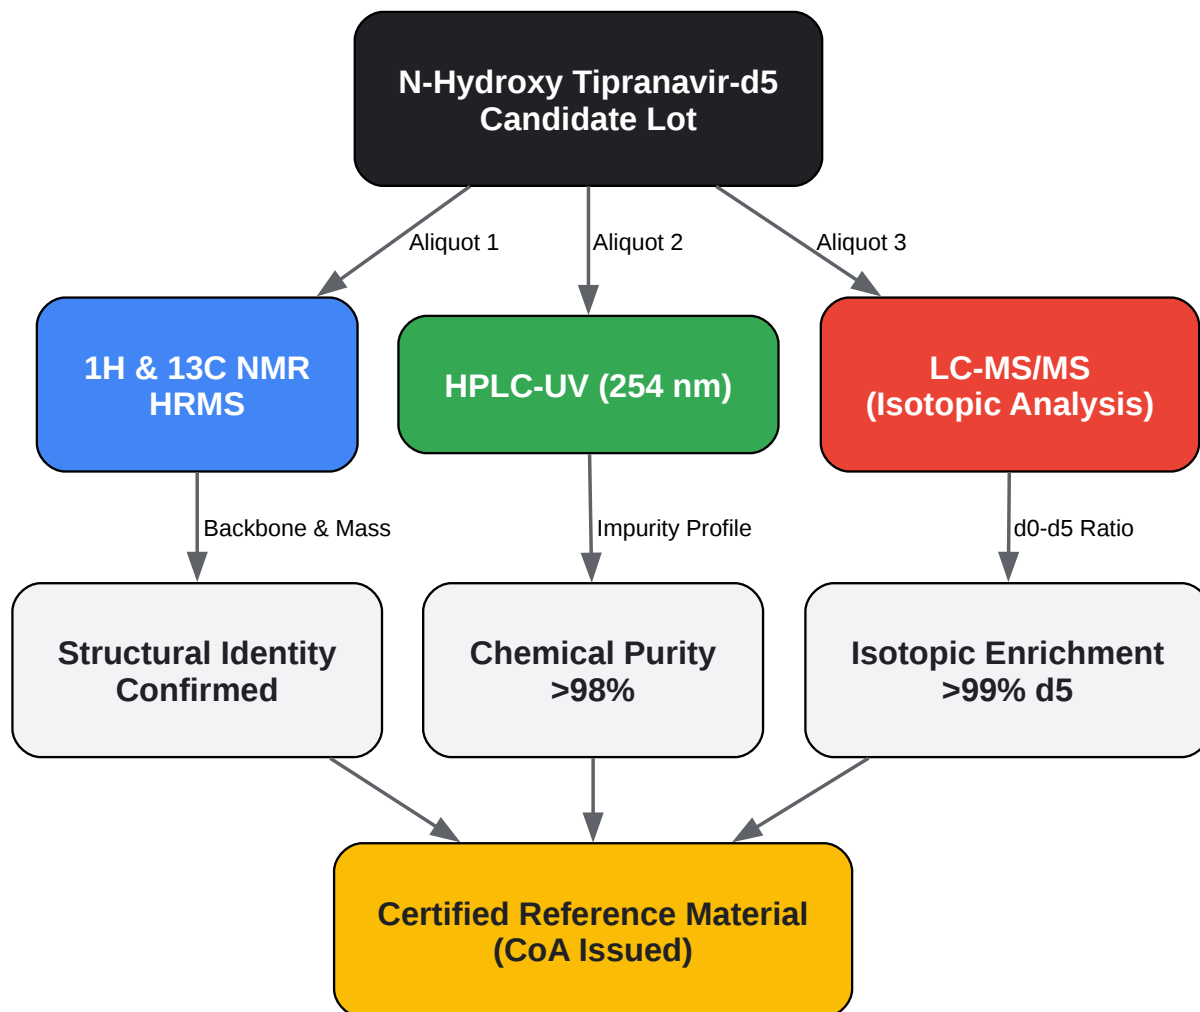 N-Hydroxy Tipranavir-d5
Candidate Lot
Aliquot 1
Aliquot 2
Aliquot 3
1H & 13C NMR
HRMS
HPLC-UV (254 nm)
LC-MS/MS
(Isotopic Analysis)
Backbone & Mass
Impurity Profile
d0-d5 Ratio
Structural Identity
Confirmed
Chemical Purity
>98%
Isotopic Enrichment
>99% d5
Certified Reference Material
(CoA Issued)